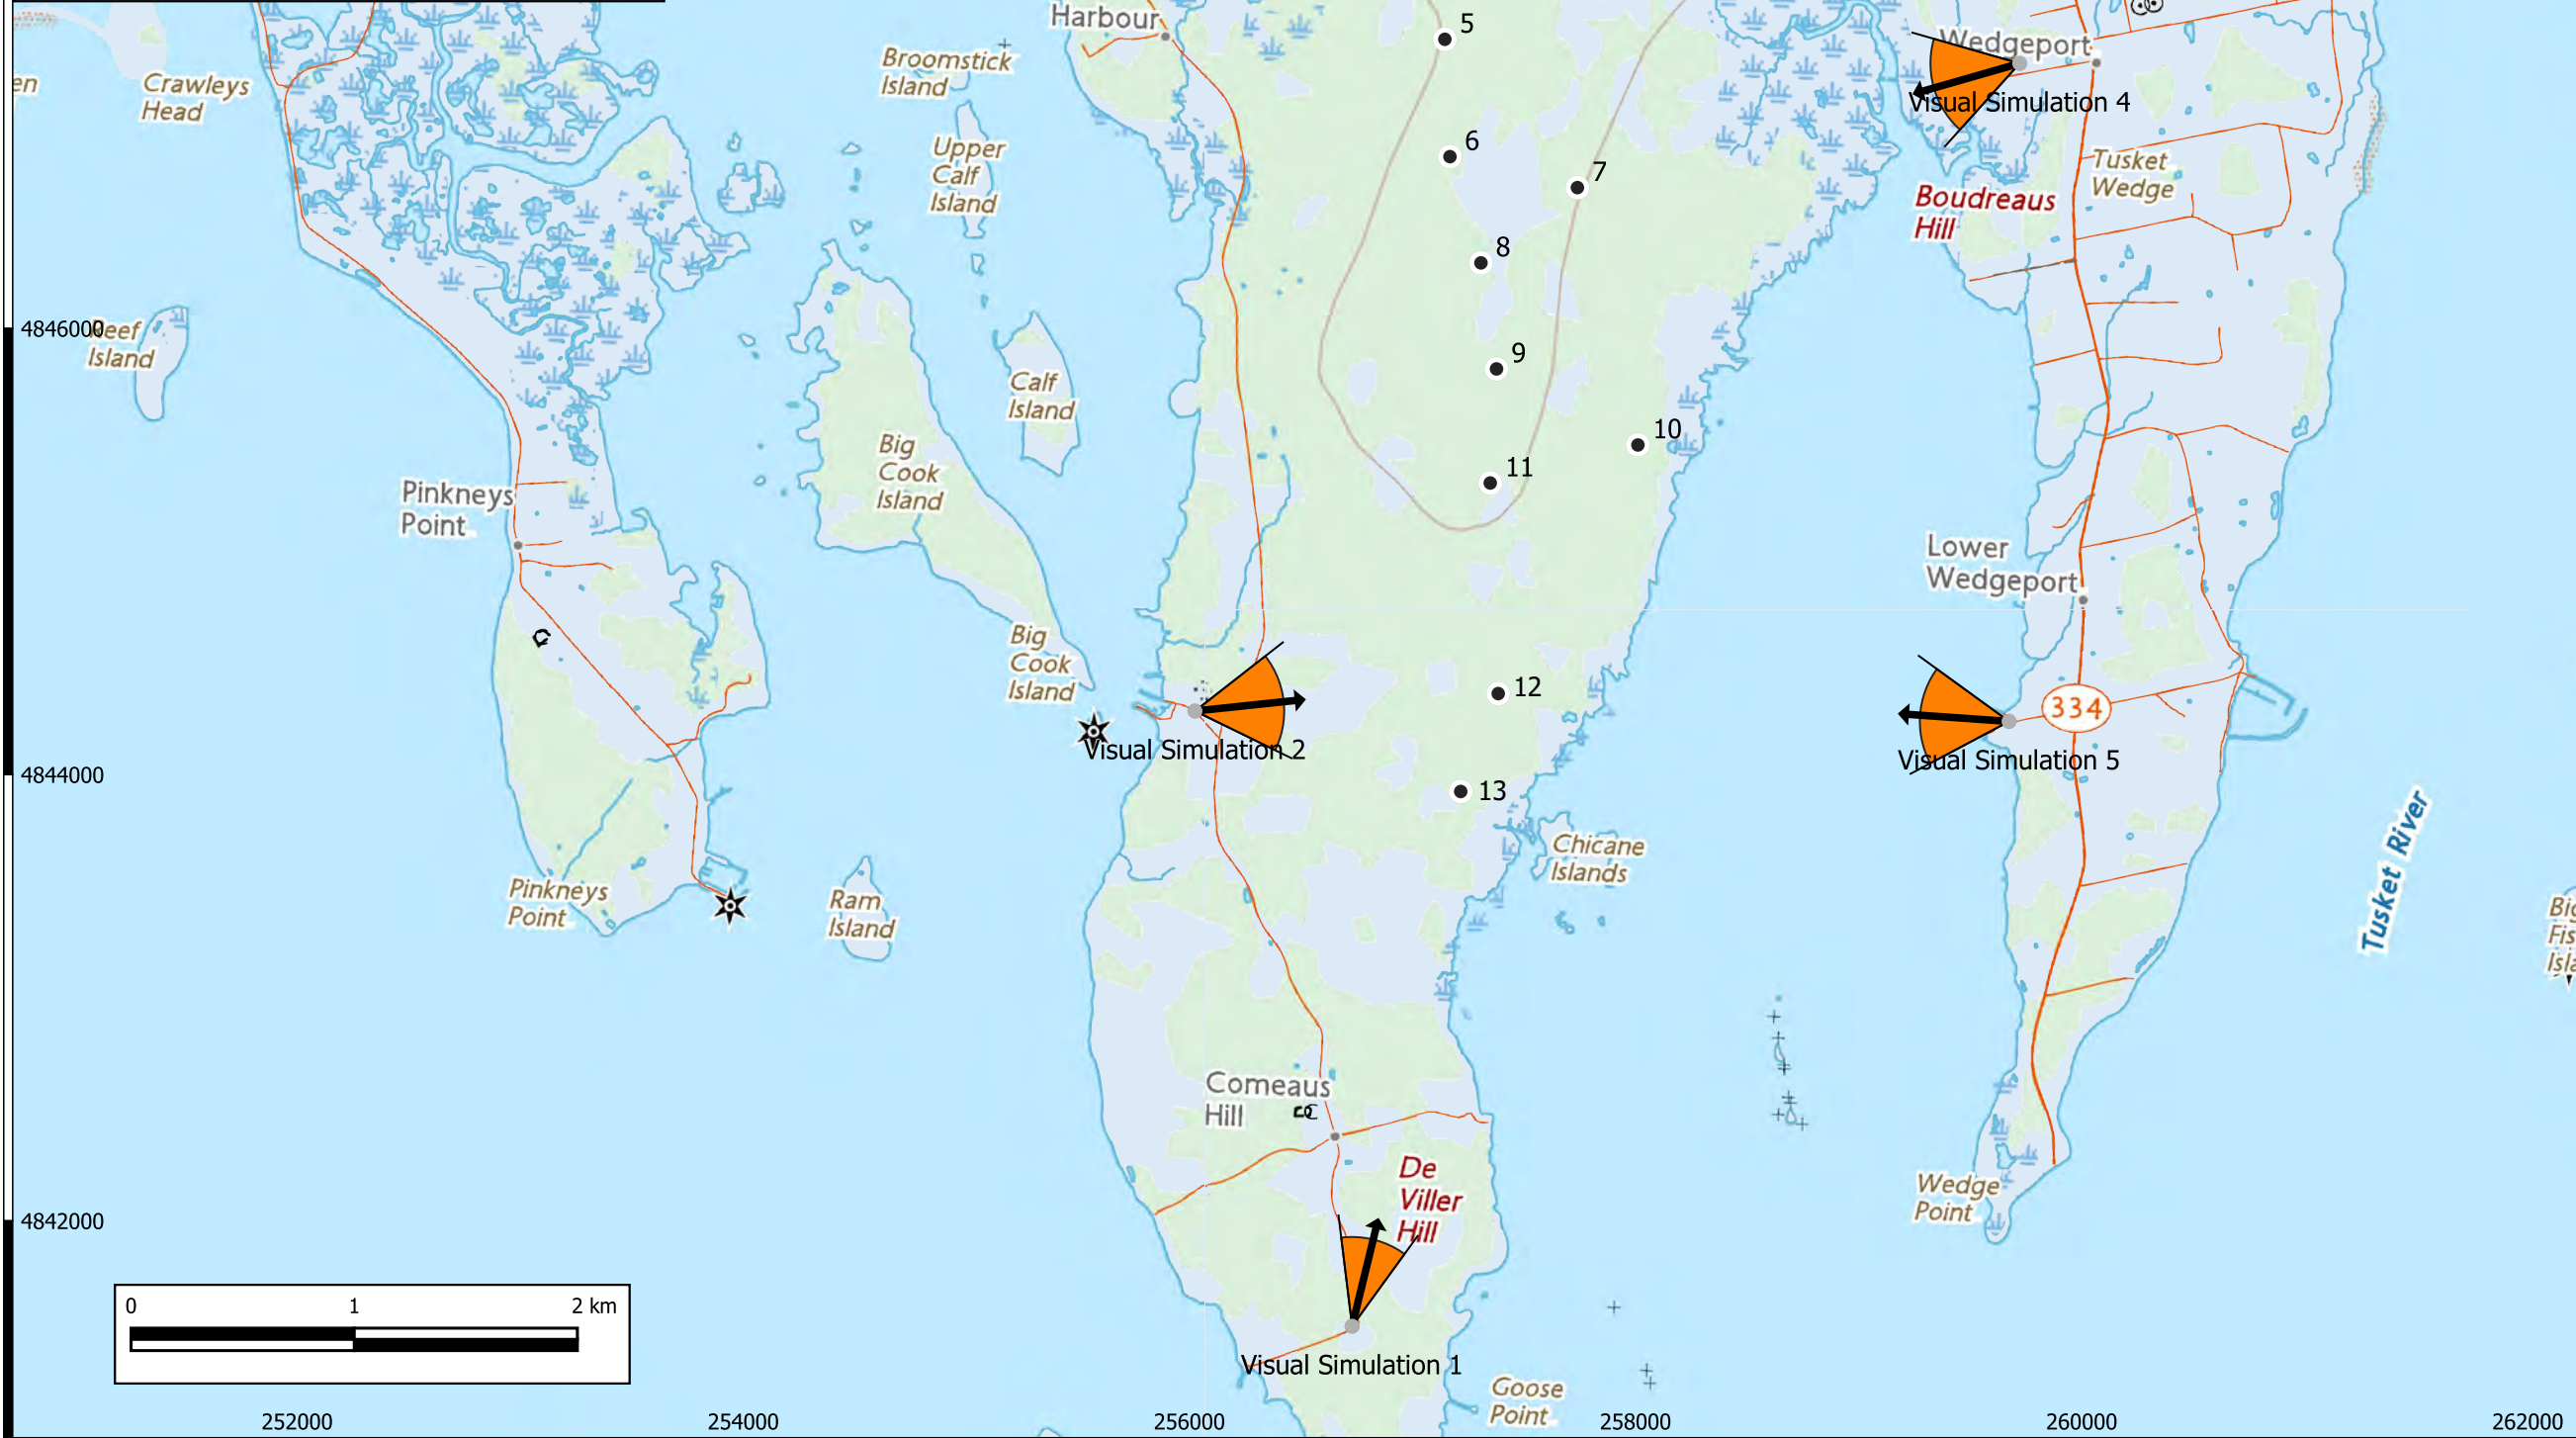 Harbour
5
Wedgeport
Broomstick
Island
en
Crawleys
Head
Visual Simulation 4
6
Upper
Calf
Island
7
Tusket
Wedge
Boudreaus
Hill
8
4846000
Reef
Island
9
Calf
Island
10
Big
Cook
Island
11
Pinkneys
Point
Lower
Wedgeport
Big
Cook
Island
12
334
Visual Simulation 2
Visual Simulation 5
4844000
13
Tusket River
Chicane
Islands
Pinkneys
Point
Ram
Island
Big
Fis
Isla
Comeaus
Hill
C
De
Viller
Hill
Wedge
Point
4842000
0 1 2 km
Visual Simulation 1
Goose
Point
252000 254000 256000 258000 260000 262000